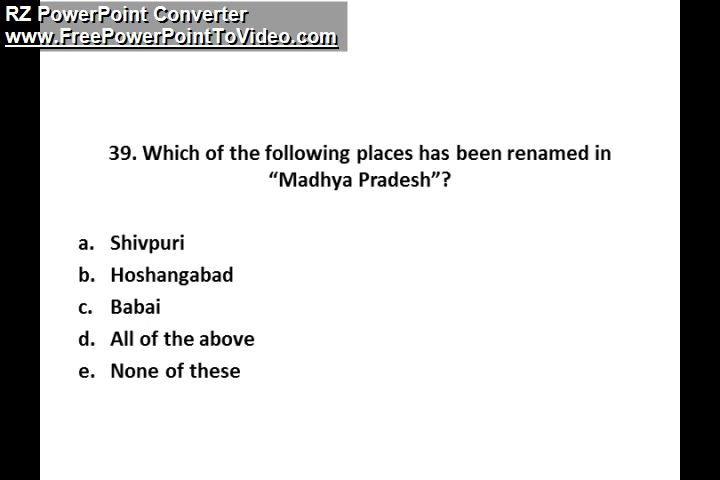 RZ PowerPoint Converter
www.FreePowerPointToVideo.com
39. Which of the following places has been renamed in
“Madhya Pradesh”?
a. Shivpuri
b. Hoshangabad
c. Babai
d. All of the above
e. None of these